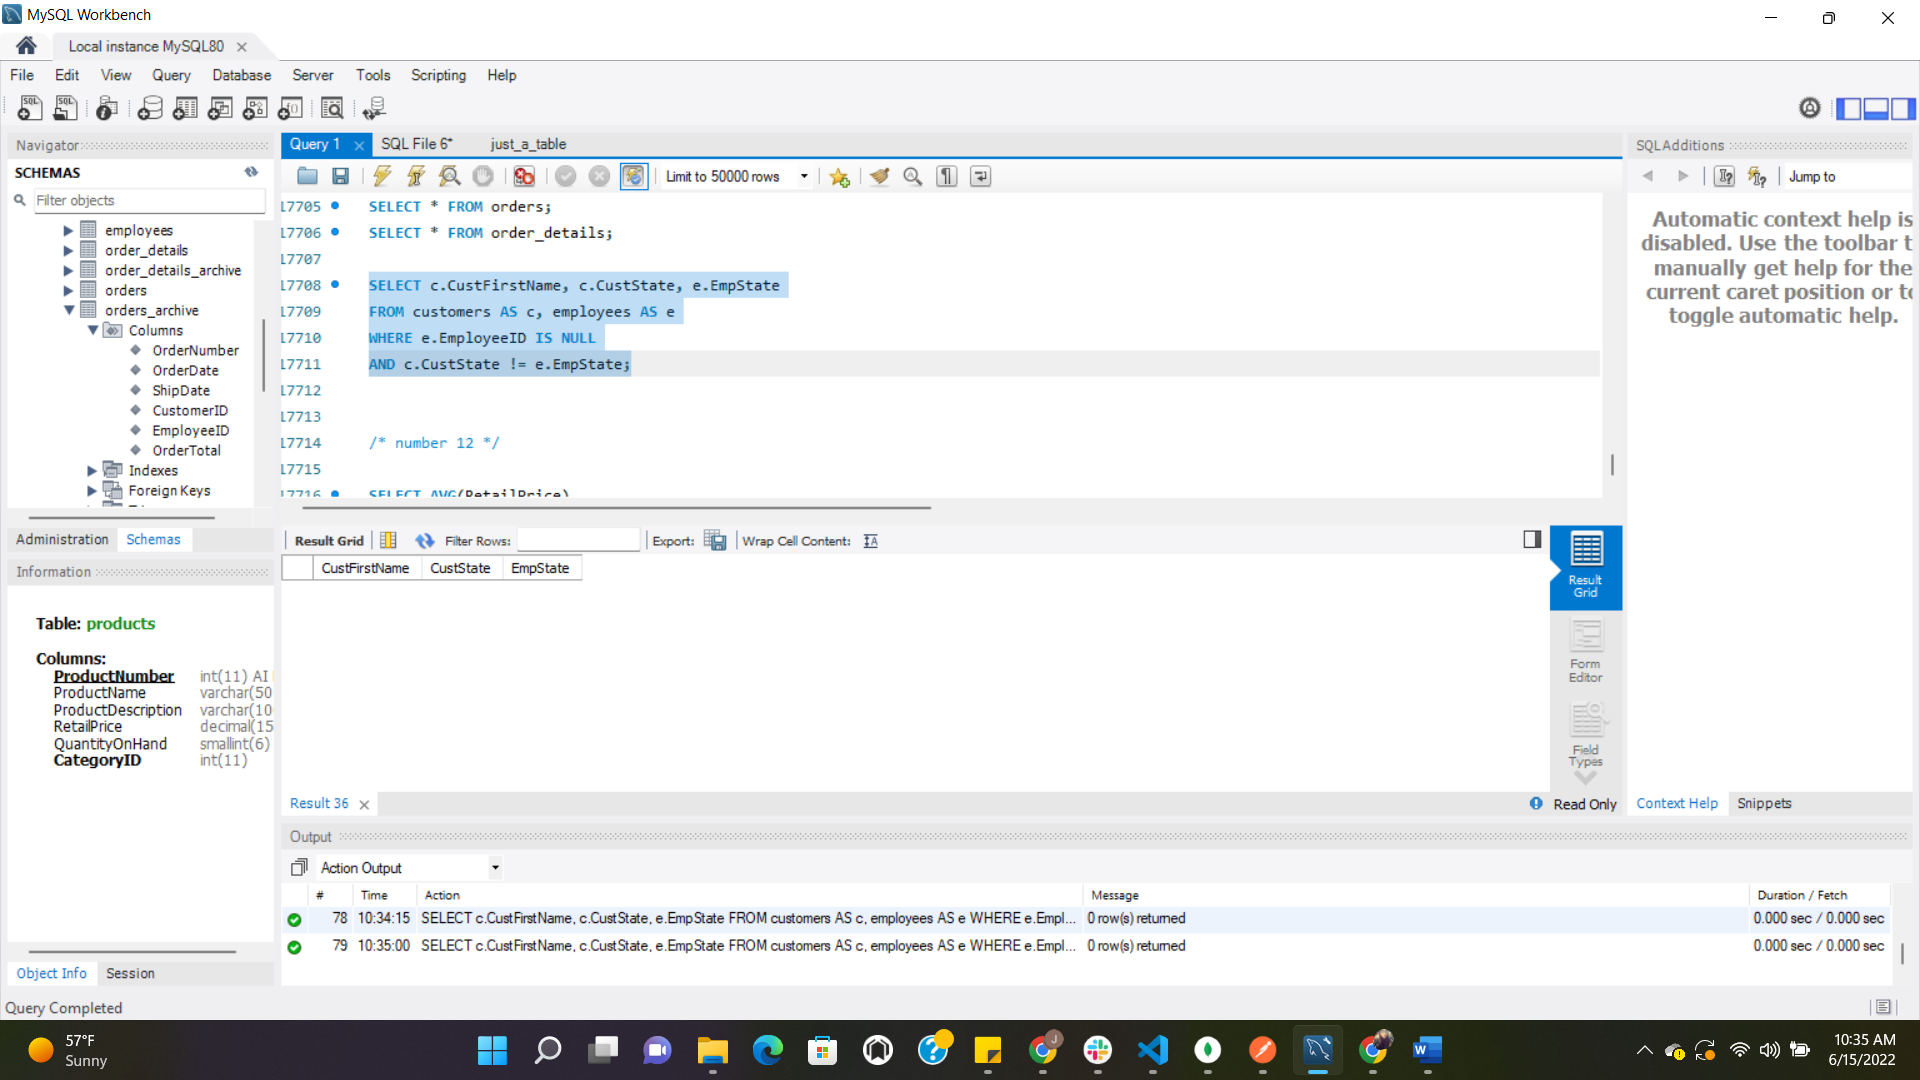 MySQL Workbench
Local instance MySQL80
File Edit View Query Database Server Tools Scripting Help
Navigator
SCHEMAS
Filter objects
employees
order_details
order_details_archive
orders
orders_archive
Columns
OrderNumber
OrderDate
ShipDate
CustomerID
EmployeeID
OrderTotal
Indexes
Foreign Keys
Administration Schemas
Information
Table: products
Columns:
ProductNumber int(11) AI
ProductName varchar(50
ProductDescription varchar(10
RetailPrice decimal(15
QuantityOnHand smallint(6)
CategoryID int(11)
Object Info Session
Query Completed
Query 1 SQL File 6* just_a_table
Limit to 50000 rows
17705 SELECT * FROM orders;
17706 SELECT * FROM order_details;
17707
17708 SELECT c.CustFirstName, c.CustState, e.EmpState
17709 FROM customers AS c, employees AS e
17710 WHERE e.EmployeeID IS NULL
17711 AND c.CustState != e.EmpState;
17712
17713
17714 /* number 12 */
17715
17716 SELECT AVG(RetailPrice)
Result Grid Filter Rows: Export: Wrap Cell Content:
CustFirstName CustState EmpState
Result
Grid
Form
Editor
Field
Types
Result 36
Read Only
Output
Action Output
# Time Action Message Duration / Fetch
78 10:34:15 SELECT c.CustFirstName, c.CustState, e.EmpState FROM customers AS c, employees AS e WHERE e.Empl... 0 row(s) returned 0.000 sec / 0.000 sec
79 10:35:00 SELECT c.CustFirstName, c.CustState, e.EmpState FROM customers AS c, employees AS e WHERE e.Empl... 0 row(s) returned 0.000 sec / 0.000 sec
SQLAdditions
Jump to
Automatic context help is
disabled. Use the toolbar t
manually get help for the
current caret position or to
toggle automatic help.
Context Help Snippets
57°F
Sunny
10:35 AM
6/15/2022